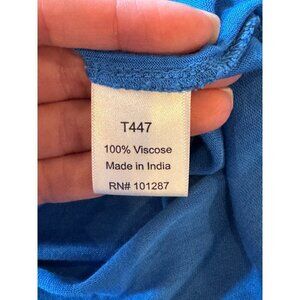 T447
100% Viscose
Made in India
RN# 101287